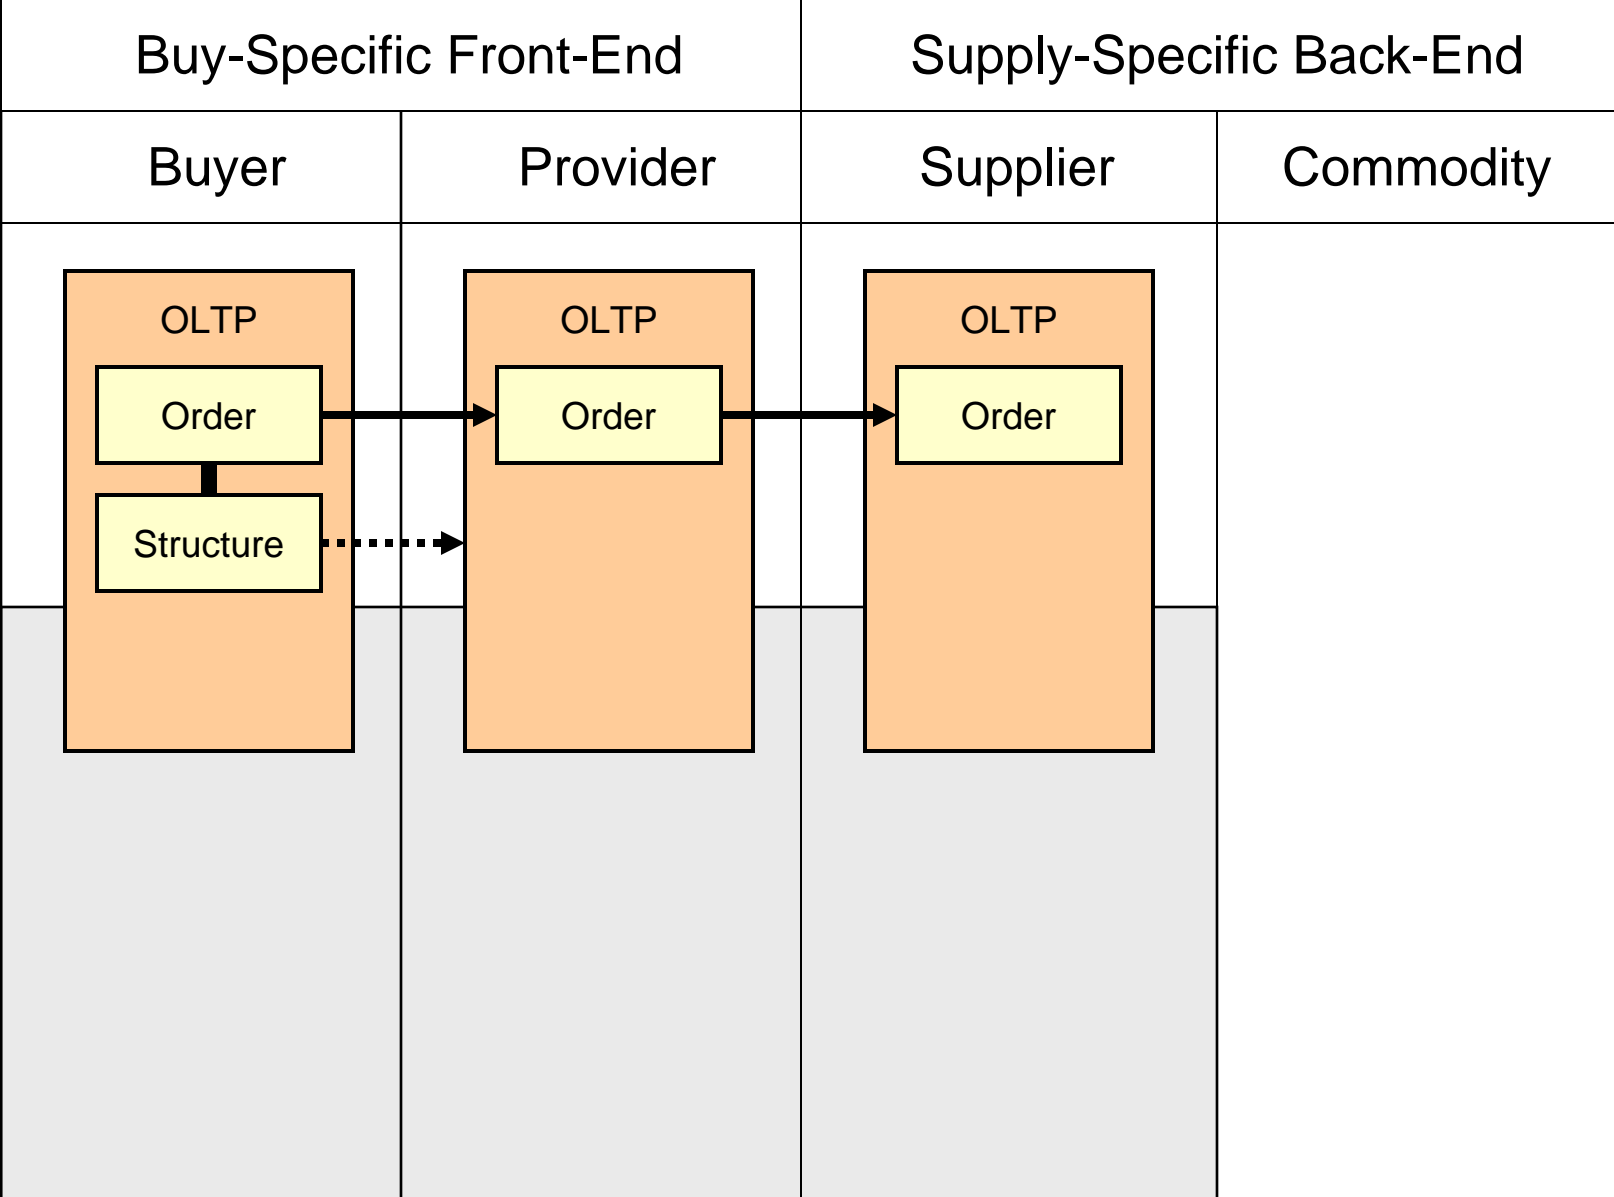 Buy-Specific Front-End
Supply-Specific Back-End
Buyer
Provider
Supplier
Commodity
OLTP
OLTP
OLTP
Order
Order
Order
Structure